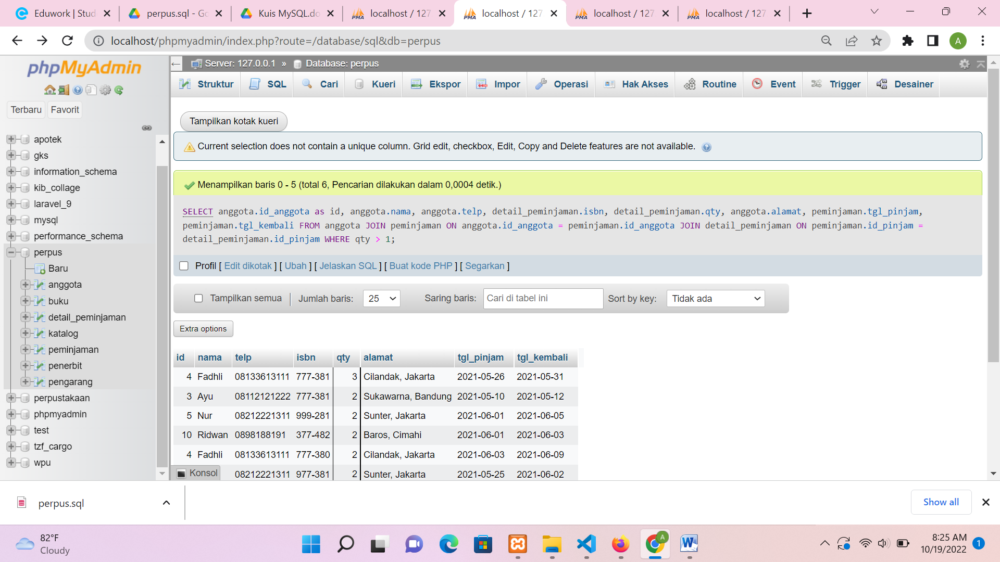 Eduwork | Stud
perpus.sql - Go
Kuis MySQL.do
localhost / 127
localhost / 127
localhost / 127
localhost / 127
localhost/phpmyadmin/index.php?route=/database/sql&db=perpus
A
phpMyAdmin
Terbaru Favorit
apotek
gks
information_schema
kib_collage
laravel_9
mysql
performance_schema
perpus
Baru
anggota
buku
detail_peminjaman
katalog
peminjaman
penerbit
pengarang
perpustakaan
phpmyadmin
test
tzf_cargo
wpu
Server: 127.0.0.1 » Database: perpus
Struktur SQL Cari Kueri Ekspor Impor Operasi Hak Akses Routine Event Trigger Desainer
Tampilkan kotak kueri
Current selection does not contain a unique column. Grid edit, checkbox, Edit, Copy and Delete features are not available.
Menampilkan baris 0 - 5 (total 6, Pencarian dilakukan dalam 0,0004 detik.)
SELECT anggota.id_anggota as id, anggota.nama, anggota.telp, detail_peminjaman.isbn, detail_peminjaman.qty, anggota.alamat, peminjaman.tgl_pinjam,
peminjaman.tgl_kembali FROM anggota JOIN peminjaman ON anggota.id_anggota = peminjaman.id_anggota JOIN detail_peminjaman ON peminjaman.id_pinjam =
detail_peminjaman.id_pinjam WHERE qty > 1;
Profil [ Edit dikotak ] [ Ubah ] [ Jelaskan SQL ] [ Buat kode PHP ] [ Segarkan ]
Tampilkan semua | Jumlah baris: 25 Saring baris: Cari di tabel ini Sort by key: Tidak ada
Extra options
id nama telp isbn qty alamat tgl_pinjam tgl_kembali
4 Fadhli 08133613111 777-381 3 Cilandak, Jakarta 2021-05-26 2021-05-31
3 Ayu 08112121222 777-381 2 Sukawarna, Bandung 2021-05-10 2021-05-12
5 Nur 08212221311 999-281 2 Sunter, Jakarta 2021-06-01 2021-06-05
10 Ridwan 0898188191 377-482 2 Baros, Cimahi 2021-06-01 2021-06-03
4 Fadhli 08133613111 777-380 2 Cilandak, Jakarta 2021-06-03 2021-06-09
08212221311 977-381 2 Sunter, Jakarta 2021-05-25 2021-06-02
Konsol
perpus.sql
Show all
82°F
Cloudy
A
8:25 AM
10/19/2022
1